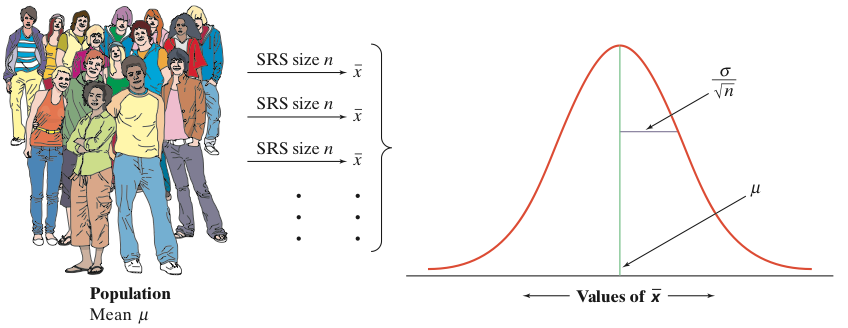 SRS size n
x̄
SRS size n
x̄
SRS size n
x̄
σ
√n
μ
Values of x̄
Population
Mean μ